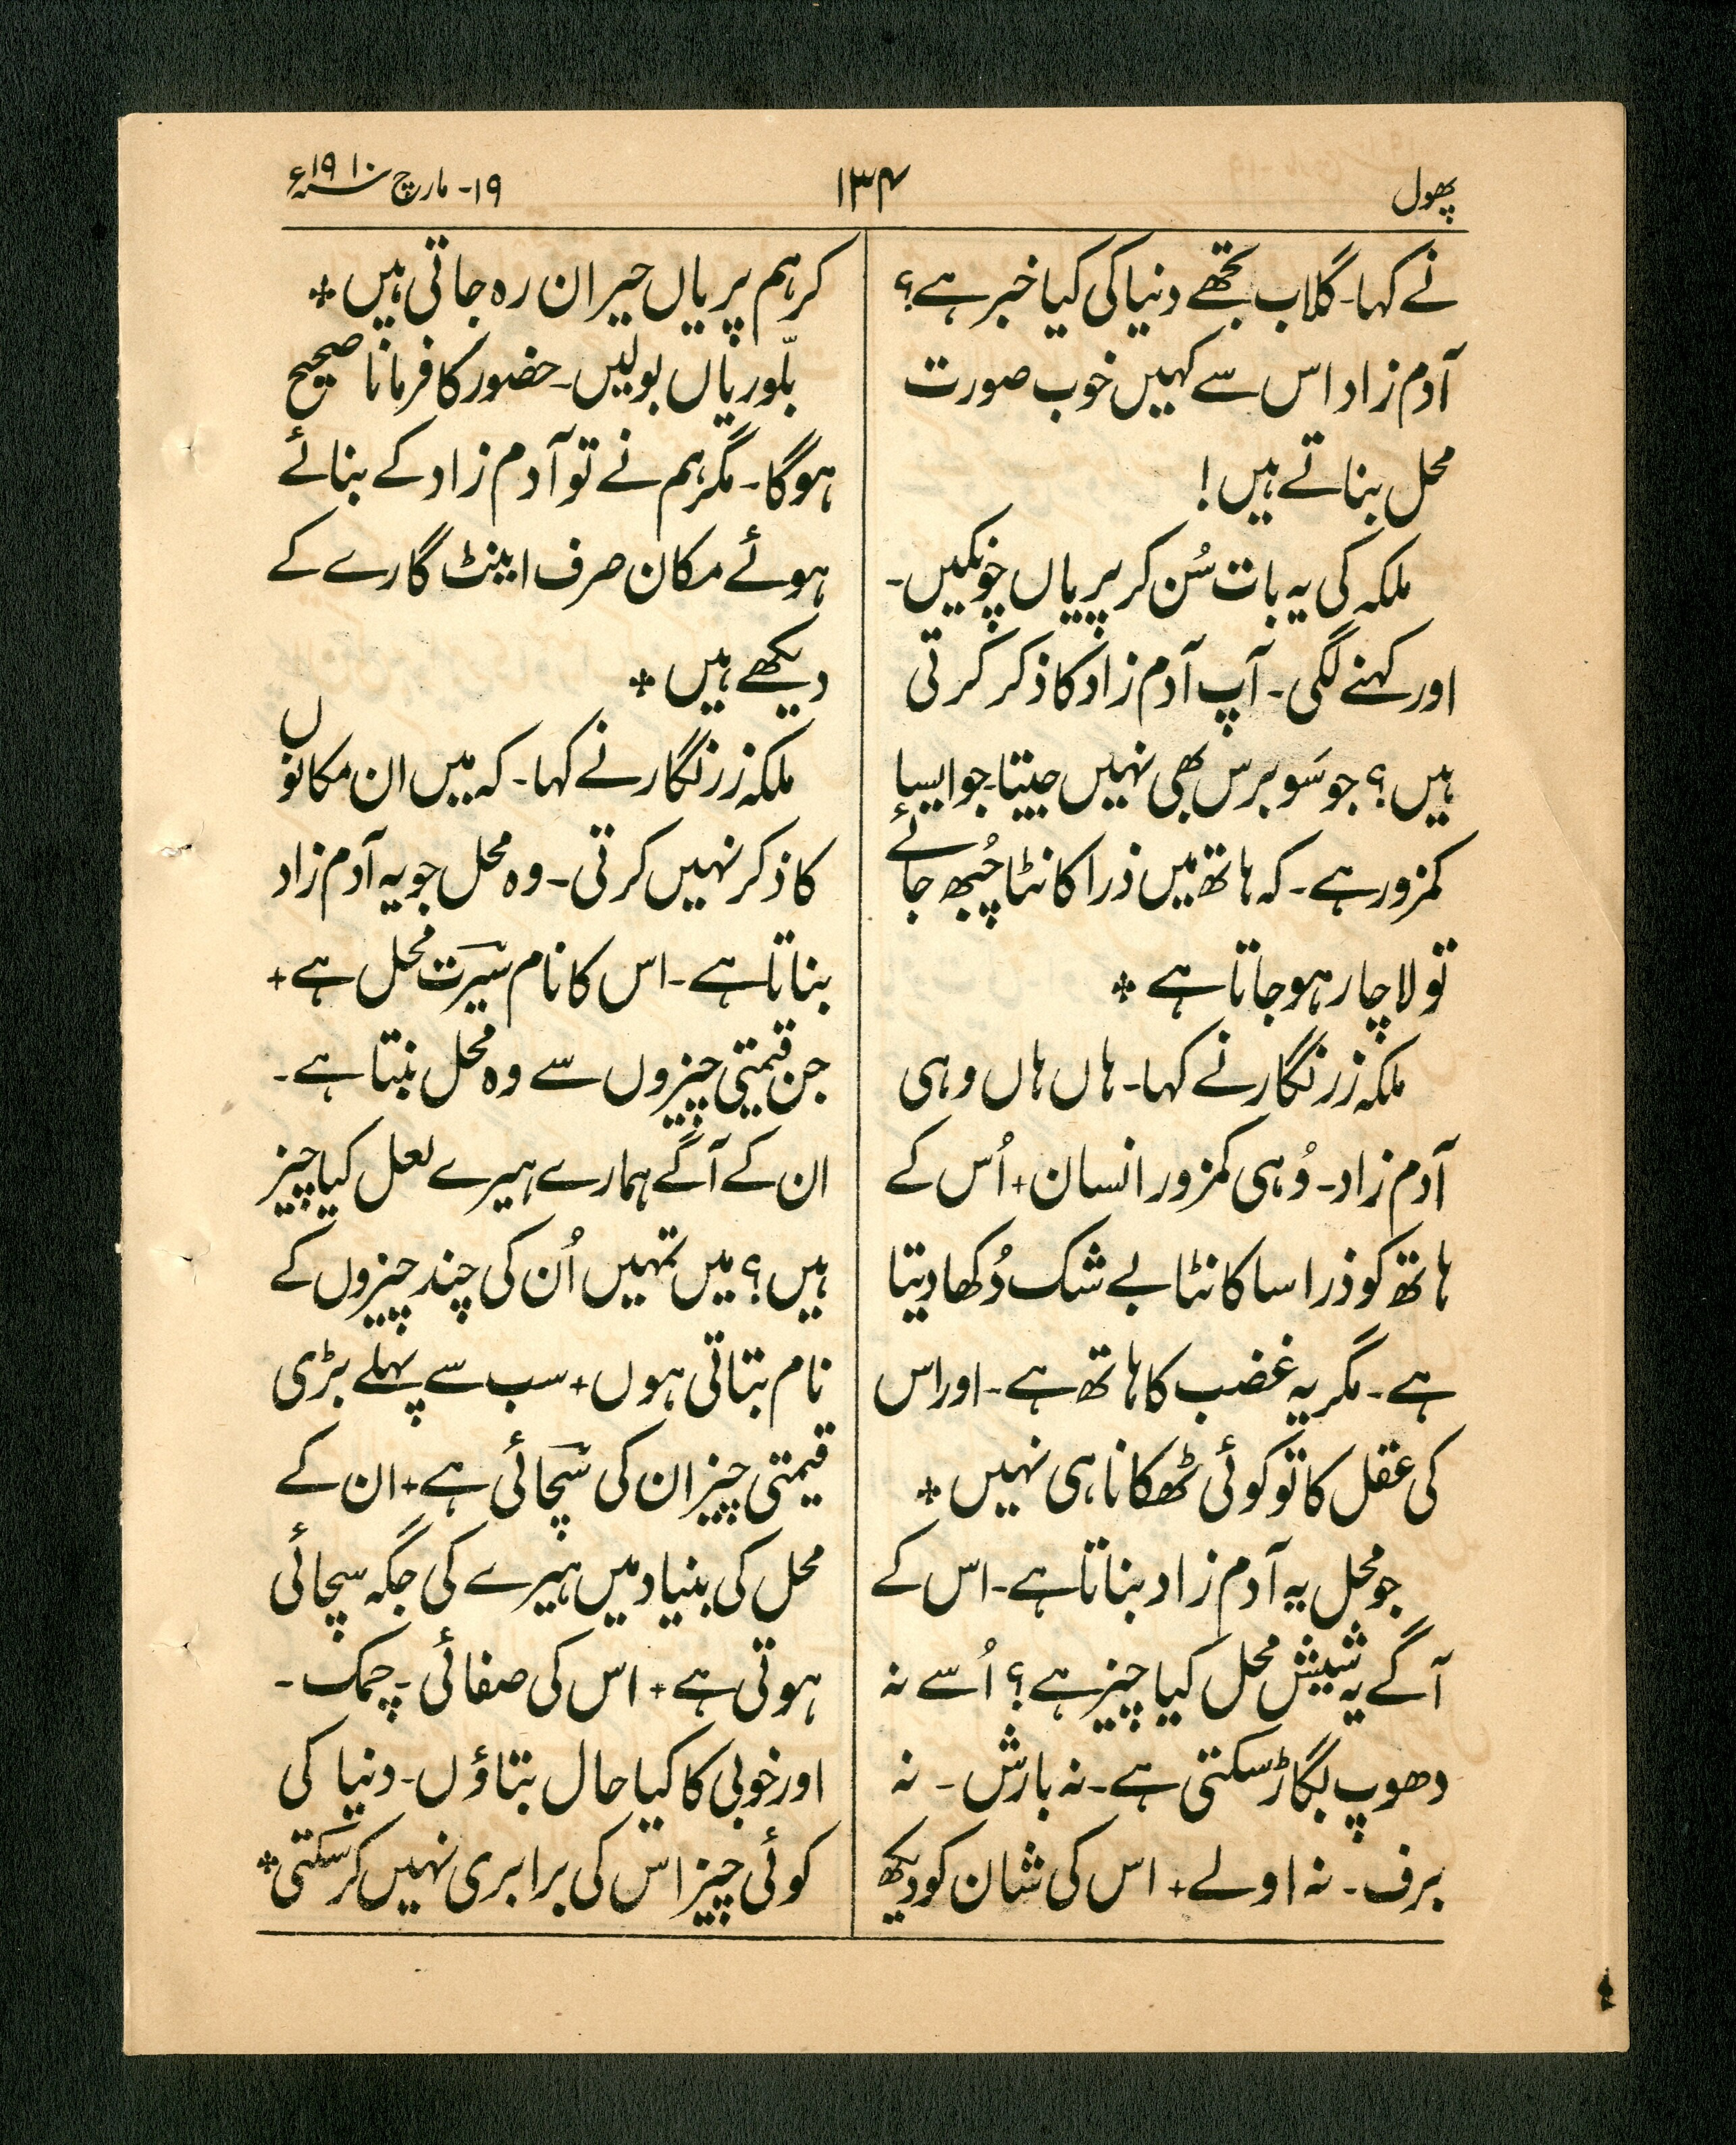 پھول
۱۳۴
۱۹- مارچ سنہ ۱۹۱۰ء
نے کہا۔ گلاب تجھے دنیا کی کیا خبر ہے؟
آدم زاد اس سے کہیں خوب صورت
محل بناتے ہیں!
ملکہ کی یہ بات سُن کر پریاں چونکیں۔
اور کہنے لگی۔ آپ آدم زاد کا ذکر کرتی
ہیں؟ جو سَو برس بھی نہیں جیتا۔ جو ایسا
کمزور ہے۔ کہ ہاتھ میں ذرا کانٹا چُبھ جائے
تو لاچار ہو جاتا ہے ٭
ملکہ زرنگار نے کہا۔ ہاں ہاں وہی
آدم زاد۔ وُہی کمزور انسان + اُس کے
ہاتھ کو ذرا سا کانٹا بے شک دُکھا دیتا
ہے۔ مگر یہ غضب کا ہاتھ ہے۔ اور اس
کی عقل کا تو کوئی ٹھکانا ہی نہیں ٭
جو محل یہ آدم زاد بناتا ہے۔ اس کے
آگے یہ شیش محل کیا چیز ہے؟ اُسے نہ
دھوپ بگاڑ سکتی ہے۔ نہ بارش۔ نہ
برف۔ نہ اولے + اس کی شان کو دیکھ
کر ہم پریاں حیران رہ جاتی ہیں ٭
بلّوریاں بولیں۔ حضور کا فرمانا صحیح
ہوگا۔ مگر ہم نے تو آدم زاد کے بنائے
ہوئے مکان صرف اینٹ گارے کے
دیکھے ہیں ٭
ملکہ زرنگار نے کہا۔ کہ میں ان مکانوں
کا ذکر نہیں کرتی۔ وہ محل جو یہ آدم زاد
بناتا ہے۔ اس کا نام سیرت محل ہے +
جن قیمتی چیزوں سے وہ محل بنتا ہے۔
ان کے آگے ہمارے ہیرے لعل کیا چیز
ہیں؟ میں تمہیں اُن کی چند چیزوں کے
نام بتاتی ہوں + سب سے پہلے بڑی
قیمتی چیز ان کی سچائی ہے + ان کے
محل کی بنیاد میں ہیرے کی جگہ سچائی
ہوتی ہے + اس کی صفائی۔ چمک۔
اور خوبی کا کیا حال بتاؤں۔ دنیا کی
کوئی چیز اس کی برابری نہیں کر سکتی ٭